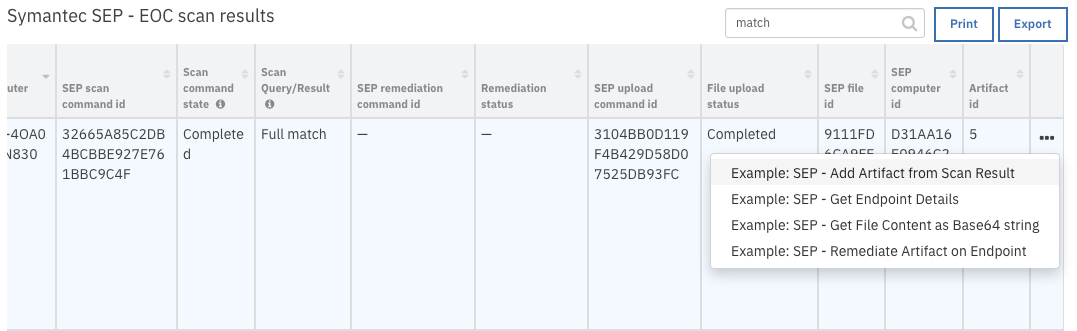 Symantec SEP - EOC scan results
match
Print
Export
uter
SEP scan
command id
Scan
command
state
Scan
Query/Result
SEP remediation
command id
Remediation
status
SEP upload
command id
File upload
status
SEP file
id
SEP
computer
id
Artifact
id
-4OA0
N830
32665A85C2DB
4BCBBE927E76
1BBC9C4F
Complete
d
Full match
—
—
3104BB0D119
F4B429D58D0
7525DB93FC
Completed
9111FD
D31AA16
5
Example: SEP - Add Artifact from Scan Result
Example: SEP - Get Endpoint Details
Example: SEP - Get File Content as Base64 string
Example: SEP - Remediate Artifact on Endpoint